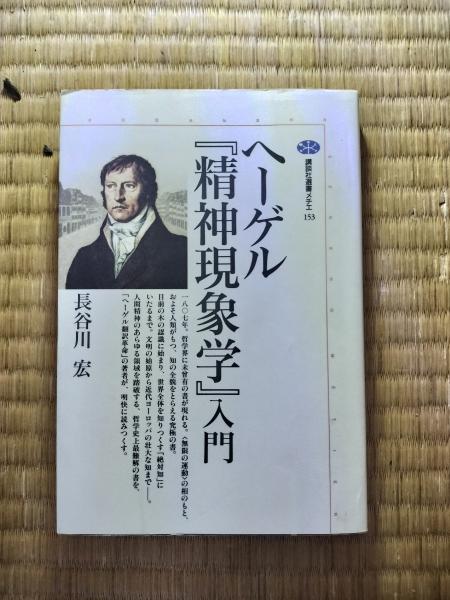 講談社選書メチエ
153
ヘーゲル
『精神現象学』入門
長谷川 宏
一八〇七年。哲学界に未曾有の書が現れる。〈無限の運動〉の相のもと、
およそ人類がもつ、知の全貌をとらえる究極の書。
目前の木の認識に始まり、世界全体を知りつくす「絶対知」に
いたるまで。文明の始原から近代ヨーロッパの壮大な知まで——。
人間精神のあらゆる領域を踏破する、哲学史上最難解の書を、
「ヘーゲル翻訳革命」の著者が、明快に読みつくす。